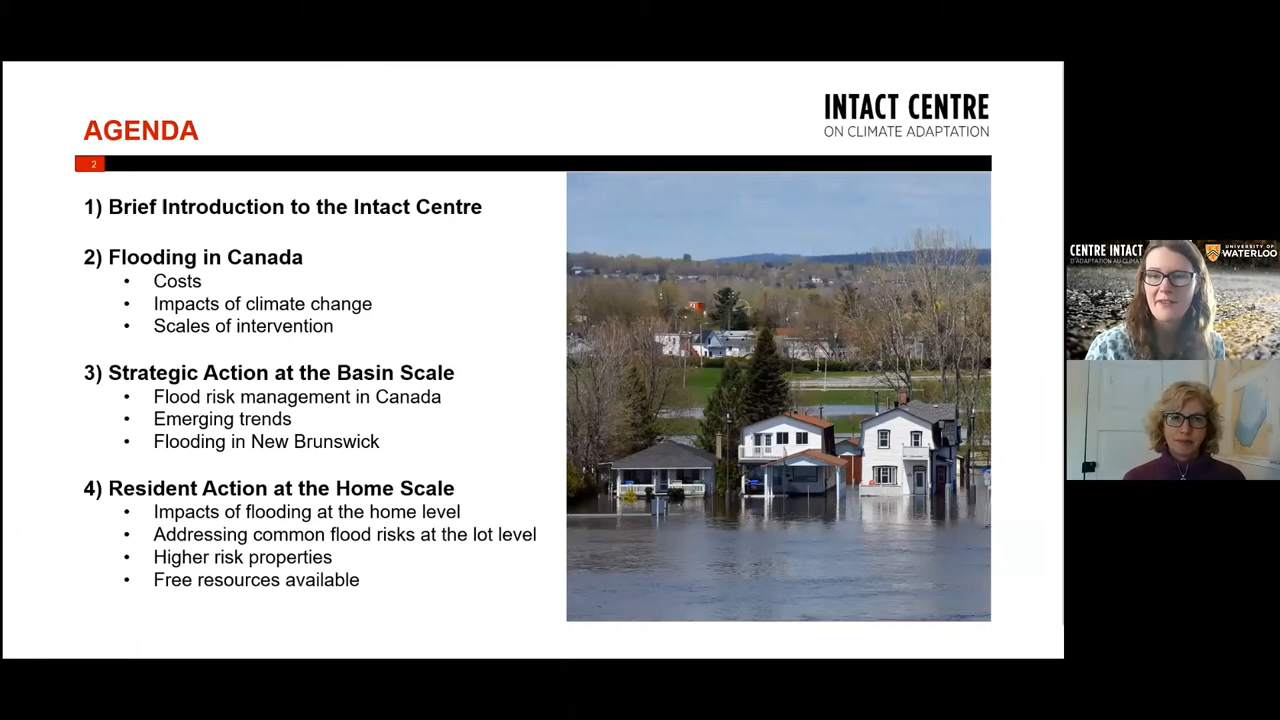 INTACT CENTRE
ON CLIMATE ADAPTATION
AGENDA
2
1) Brief Introduction to the Intact Centre
2) Flooding in Canada
• Costs
• Impacts of climate change
• Scales of intervention
3) Strategic Action at the Basin Scale
• Flood risk management in Canada
• Emerging trends
• Flooding in New Brunswick
4) Resident Action at the Home Scale
• Impacts of flooding at the home level
• Addressing common flood risks at the lot level
• Higher risk properties
• Free resources available
CENTRE INTACT
D'ADAPTATION AU CLIMAT
UNIVERSITY OF
WATERLOO